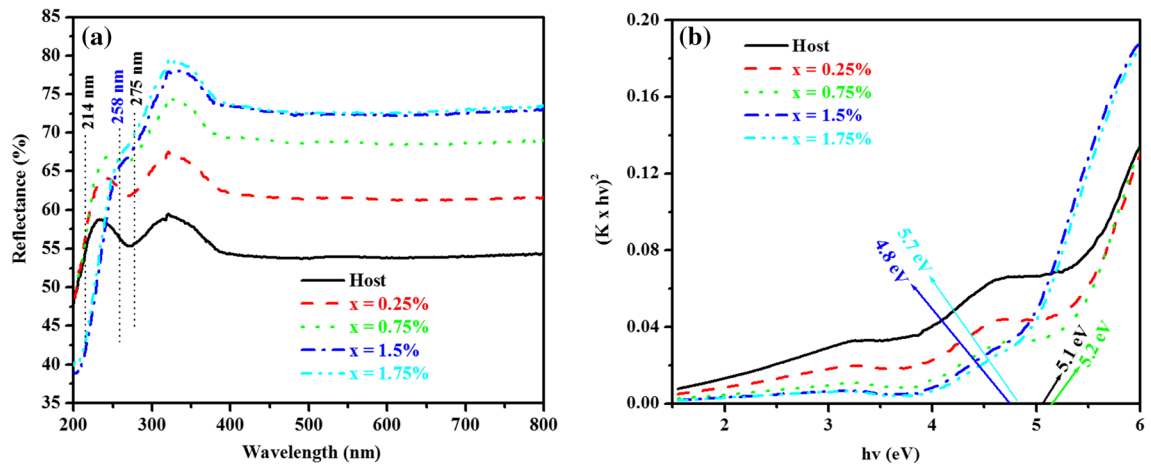 (a)
85
80
75
70
65
60
55
50
45
40
35
Reflectance (%)
214 nm
258 nm
275 nm
Host
x = 0.25%
x = 0.75%
x = 1.5%
x = 1.75%
200
300
400
500
600
700
800
Wavelength (nm)
(b)
0.20
0.16
0.12
0.08
0.04
0.00
(K x hv)²
Host
x = 0.25%
x = 0.75%
x = 1.5%
x = 1.75%
4.8 eV
5.7 eV
5.1 eV
5.2 eV
2
3
4
5
6
hv (eV)